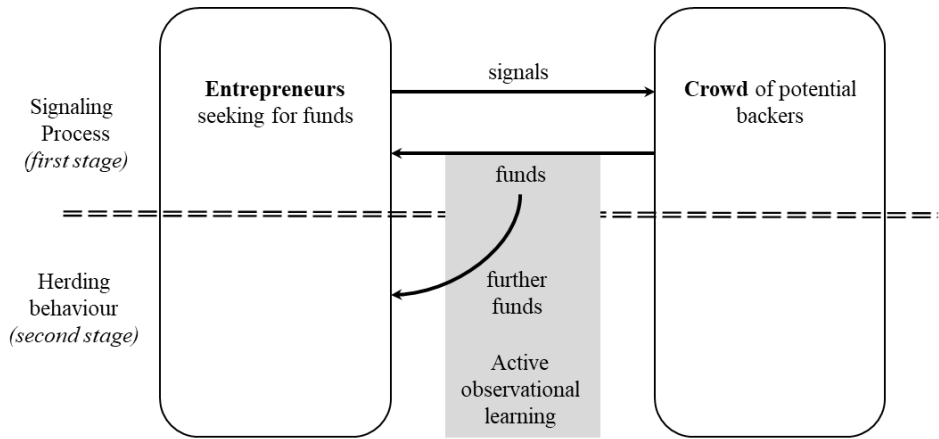 Signaling
Process
(first stage)
Entrepreneurs
seeking for funds
signals
Crowd of potential
backers
funds
Herding
behaviour
(second stage)
further
funds
Active
observational
learning